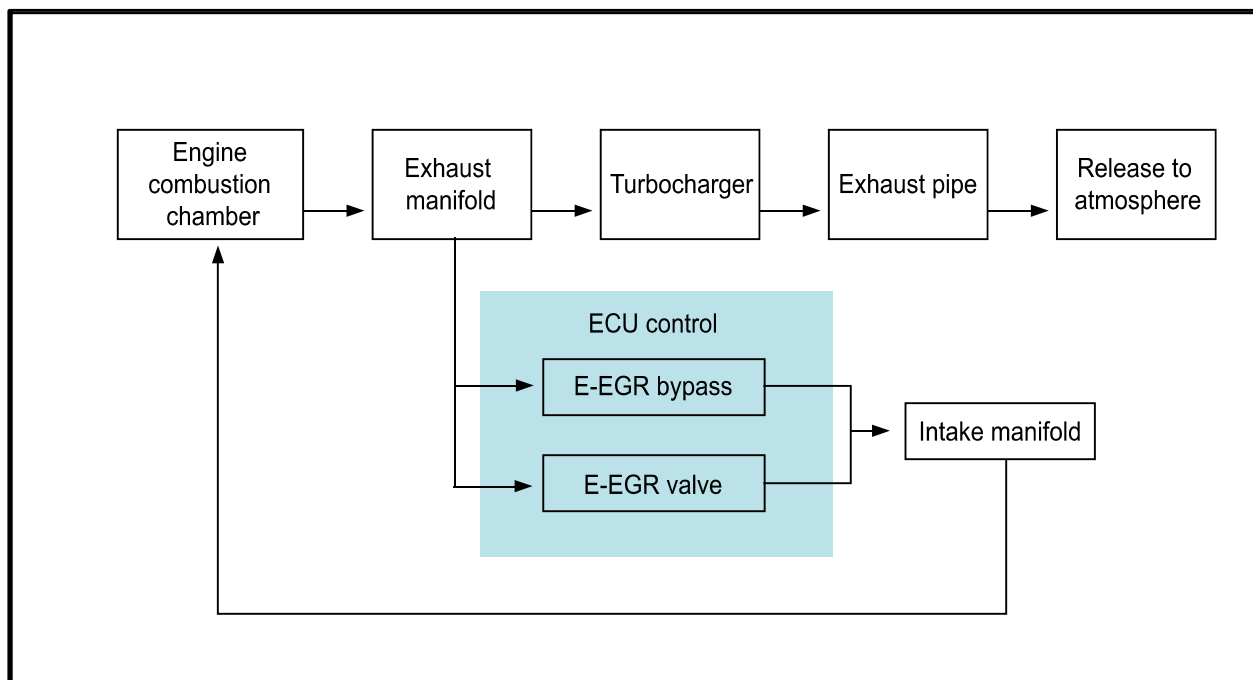 Engine
combustion
chamber
Exhaust
manifold
Turbocharger
Exhaust pipe
Release to
atmosphere
ECU control
E-EGR bypass
E-EGR valve
Intake manifold